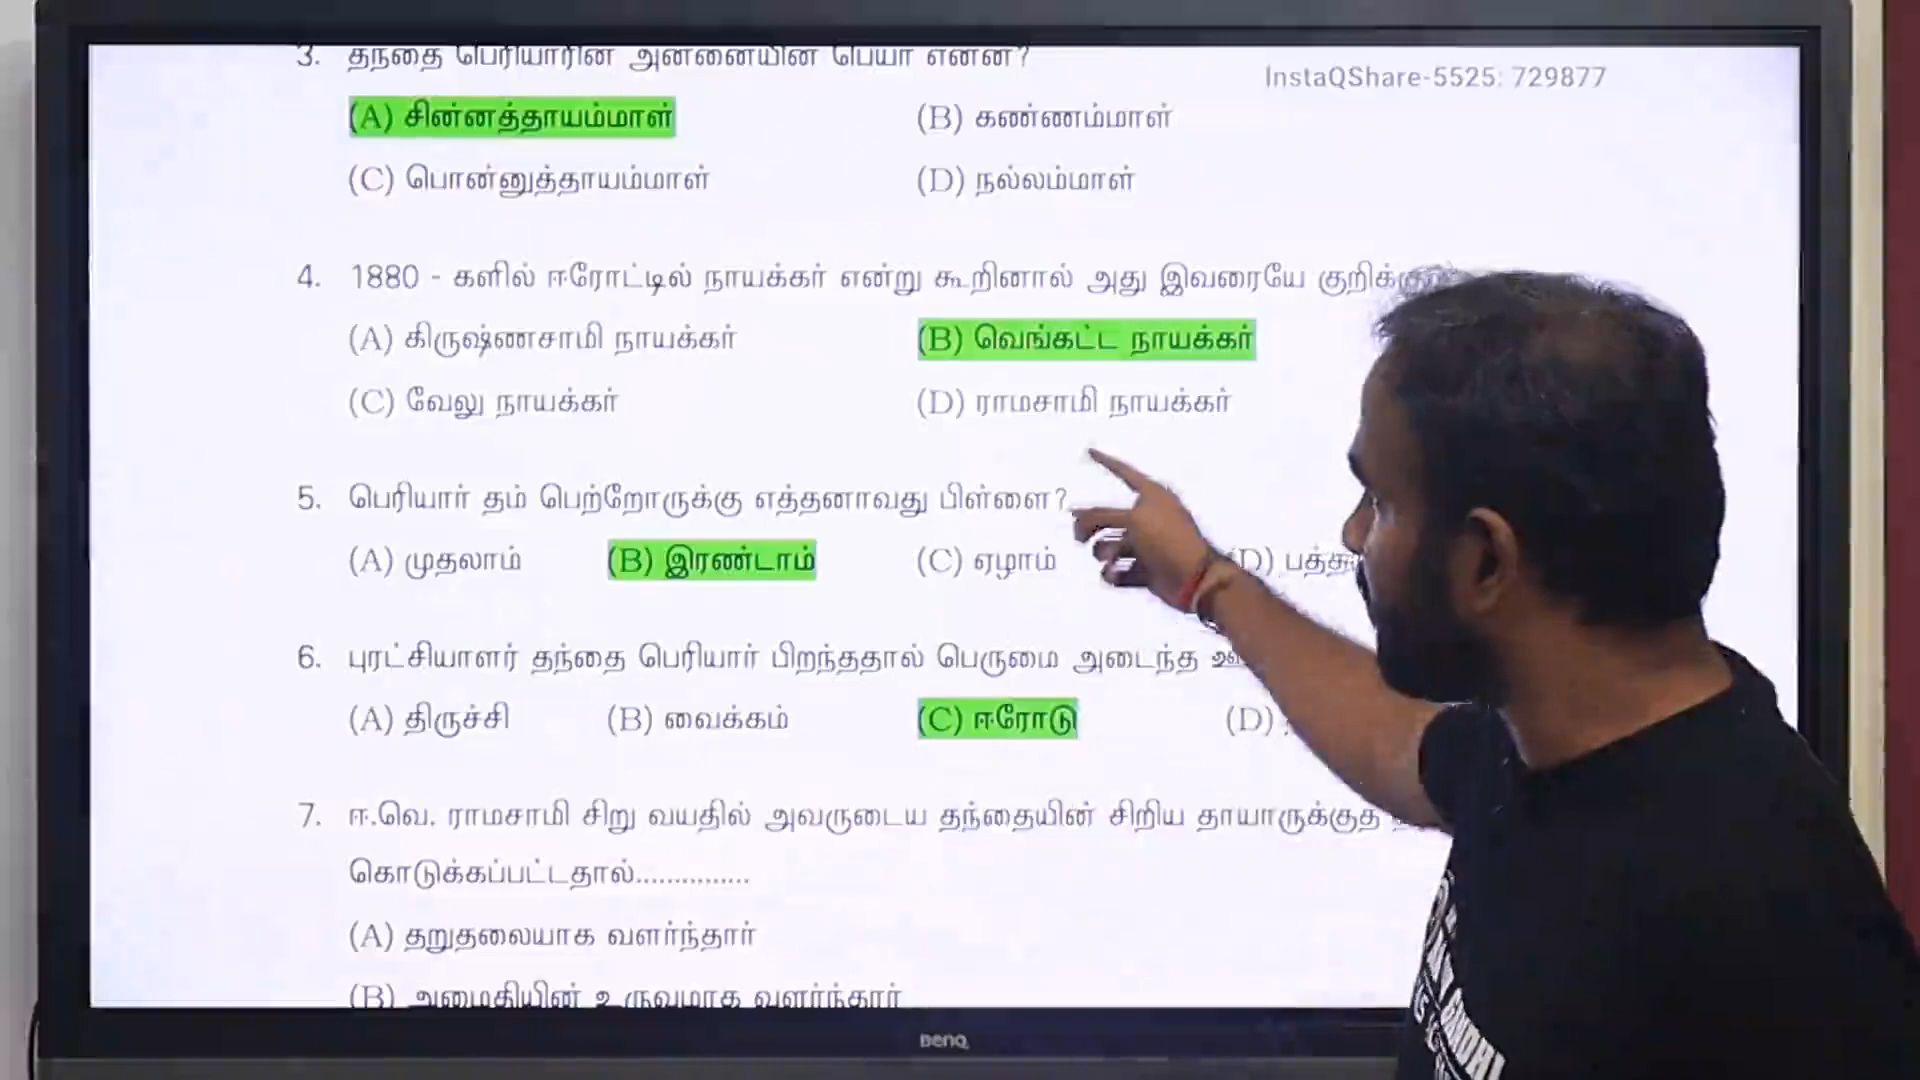 3. தந்தை பெரியாரின் அன்னையின் பெயர் என்ன?
InstaQShare-5525: 729877
(A) சின்னத்தாயம்மாள் (B) கண்ணம்மாள்
(C) பொன்னுத்தாயம்மாள் (D) நல்லம்மாள்
4. 1880 - களில் ஈரோட்டில் நாயக்கர் என்று கூறினால் அது இவரையே
(A) கிருஷ்ணசாமி நாயக்கர் (B) வெங்கட்ட நாயக்கர்
(C) வேலு நாயக்கர் (D) ராமசாமி நாயக்கர்
5. பெரியார் தம் பெற்றோருக்கு எத்தனாவது பிள்ளை?
(A) முதலாம் (B) இரண்டாம் (C) ஏழாம் (D)
6. புரட்சியாளர் தந்தை பெரியார் பிறந்ததால் பெருமை அடைந்த
(A) திருச்சி (B) வைக்கம் (C) ஈரோடு (D)
7. ஈ.வெ. ராமசாமி சிறு வயதில் அவருடைய தந்தையின் சிறிய தாயாருக்குத்
கொடுக்கப்பட்டதால்...............
(A) தறுதலையாக வளர்ந்தார்
(B) அமைதியின் உருவமாக வளர்ந்தார்
BenQ